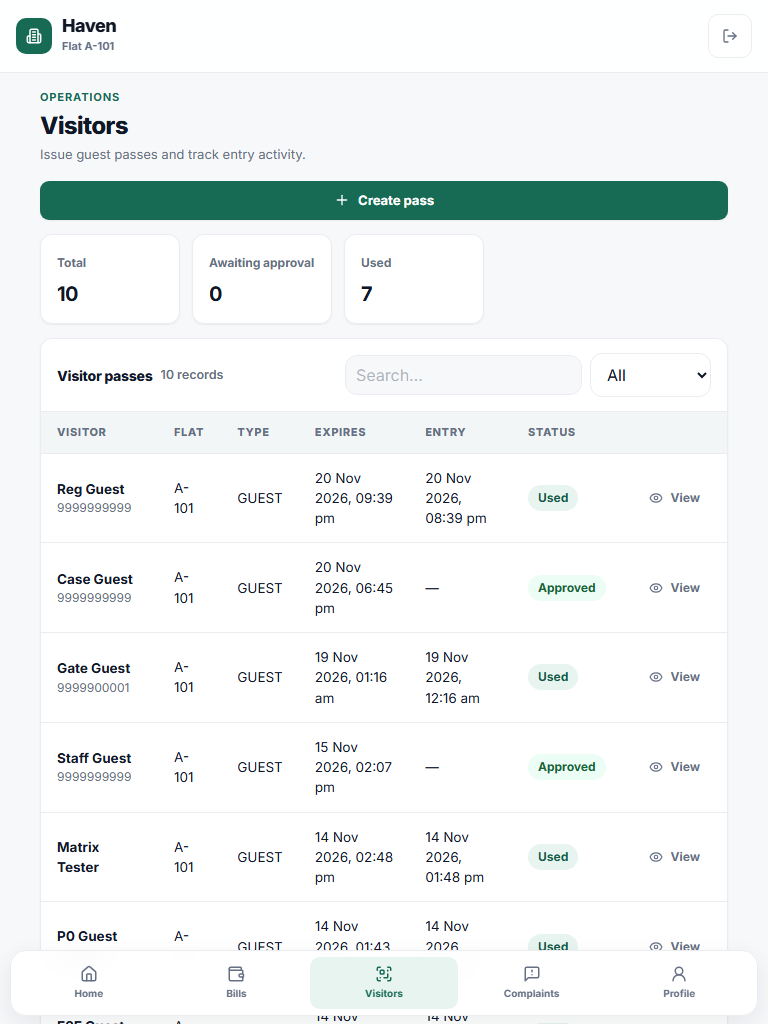 Haven
Flat A-101
OPERATIONS
Visitors
Issue guest passes and track entry activity.
+ Create pass
Total
10
Awaiting approval
0
Used
7
Visitor passes 10 records
Search...
All
VISITOR FLAT TYPE EXPIRES ENTRY STATUS
Reg Guest
9999999999
A-
101
GUEST
20 Nov
2026, 09:39
pm
20 Nov
2026,
08:39 pm
Used
View
Case Guest
9999999999
A-
101
GUEST
20 Nov
2026, 06:45
pm
—
Approved
View
Gate Guest
9999900001
A-
101
GUEST
19 Nov
2026, 01:16
am
19 Nov
2026,
12:16 am
Used
View
Staff Guest
9999999999
A-
101
GUEST
15 Nov
2026, 02:07
pm
—
Approved
View
Matrix
Tester
A-
101
GUEST
14 Nov
2026, 02:48
pm
14 Nov
2026,
01:48 pm
Used
View
P0 Guest
A-
GUEST
14 Nov
2026, 01:43
14 Nov
2026,
Used
View
Home
Bills
Visitors
Complaints
Profile
14 Nov
14 Nov